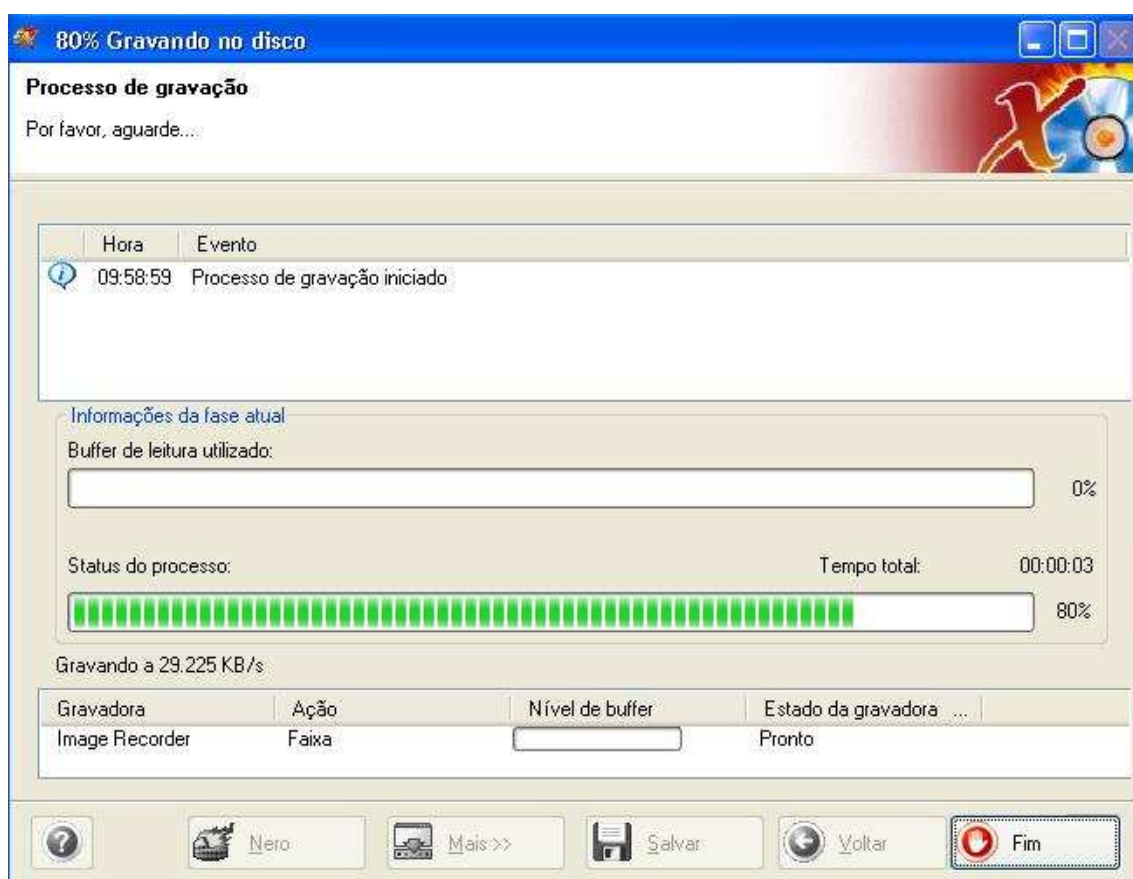 80% Gravando no disco
Processo de gravação
Por favor, aguarde...
Hora Evento
09:58:59 Processo de gravação iniciado
Informações da fase atual
Buffer de leitura utilizado:
0%
Status do processo: Tempo total: 00:00:03
80%
Gravando a 29.225 KB/s
Gravadora Ação Nível de buffer Estado da gravadora ...
Image Recorder Faixa Pronto
Nero Mais>> Salvar Voltar Fim